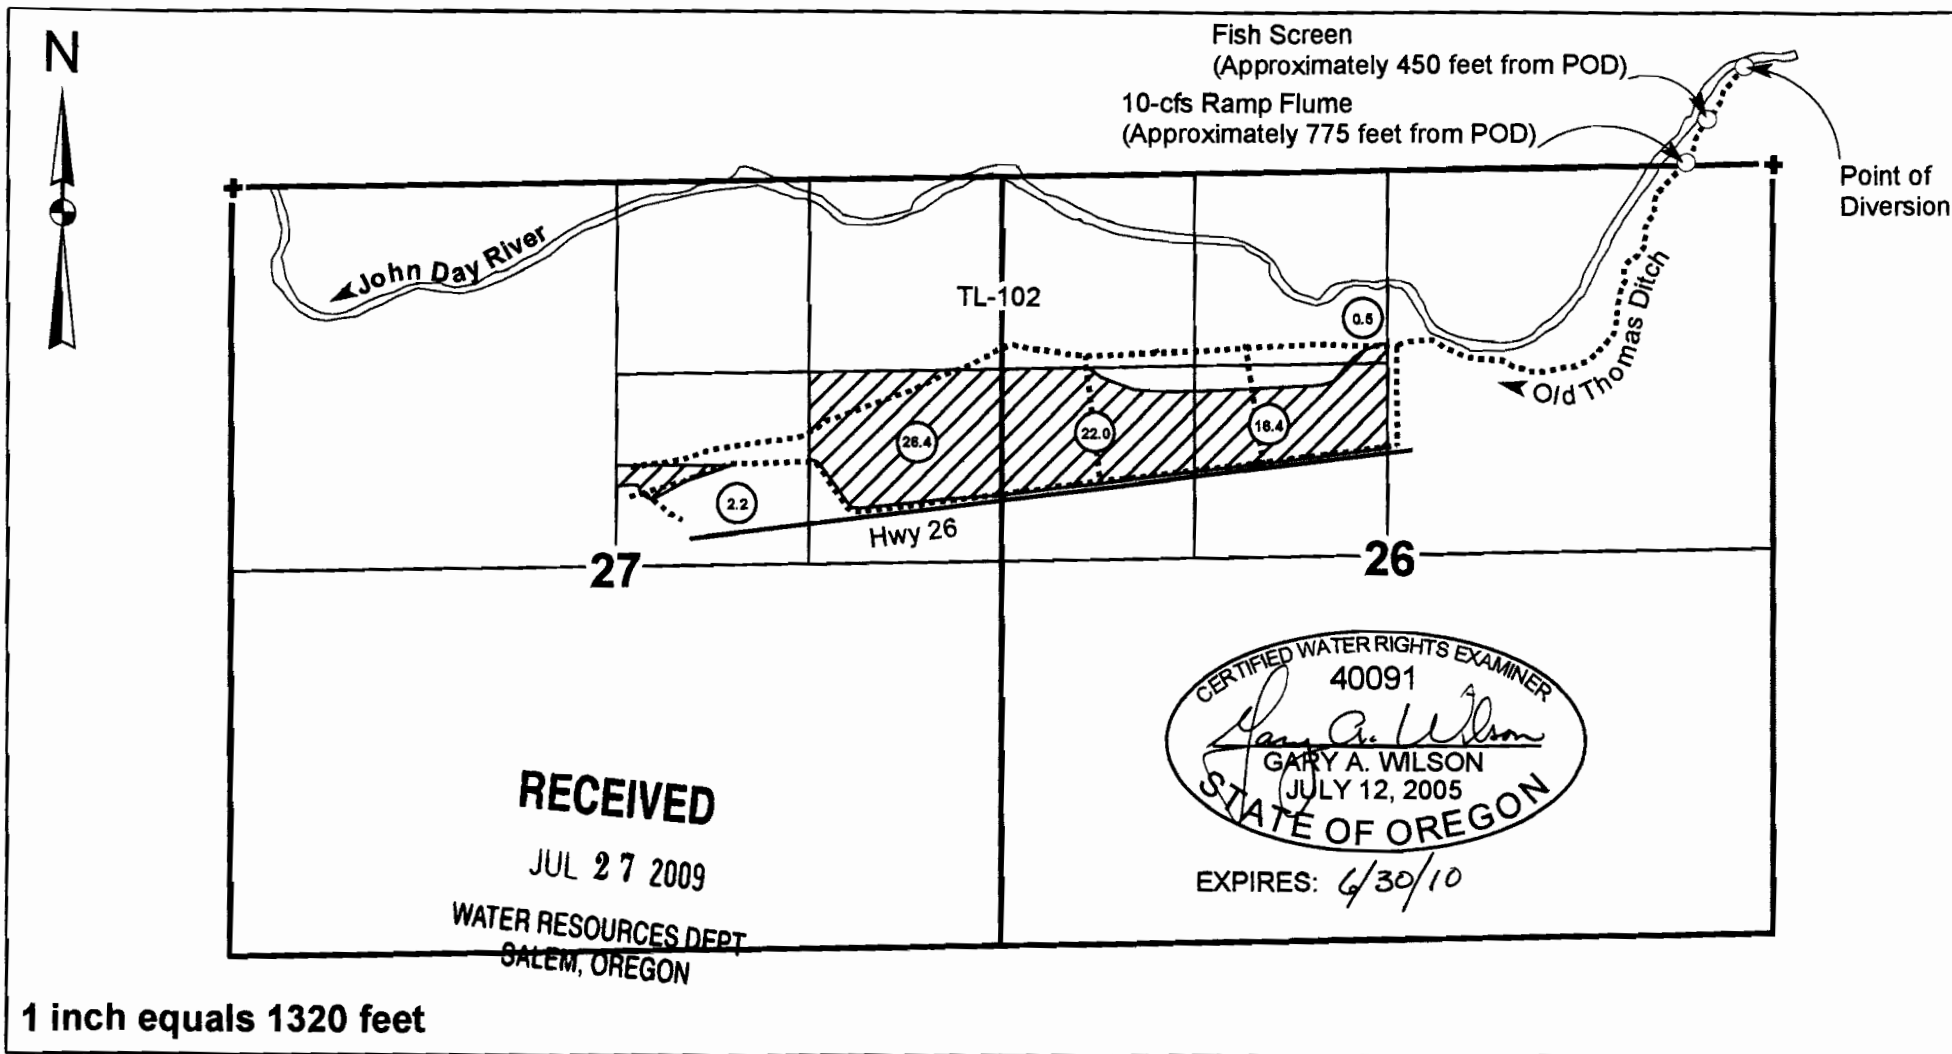 N
Fish Screen
(Approximately 450 feet from POD)
10-cfs Ramp Flume
(Approximately 775 feet from POD)
Point of
Diversion
John Day River
TL-102
0.5
Old Thomas Ditch
26.4
22.0
16.4
2.2
Hwy 26
27
26
CERTIFIED WATER RIGHTS EXAMINER
40091
Gary A. Wilson
GARY A. WILSON
JULY 12, 2005
STATE OF OREGON
EXPIRES: 6/30/10
RECEIVED
JUL 27 2009
WATER RESOURCES DEPT
SALEM, OREGON
1 inch equals 1320 feet